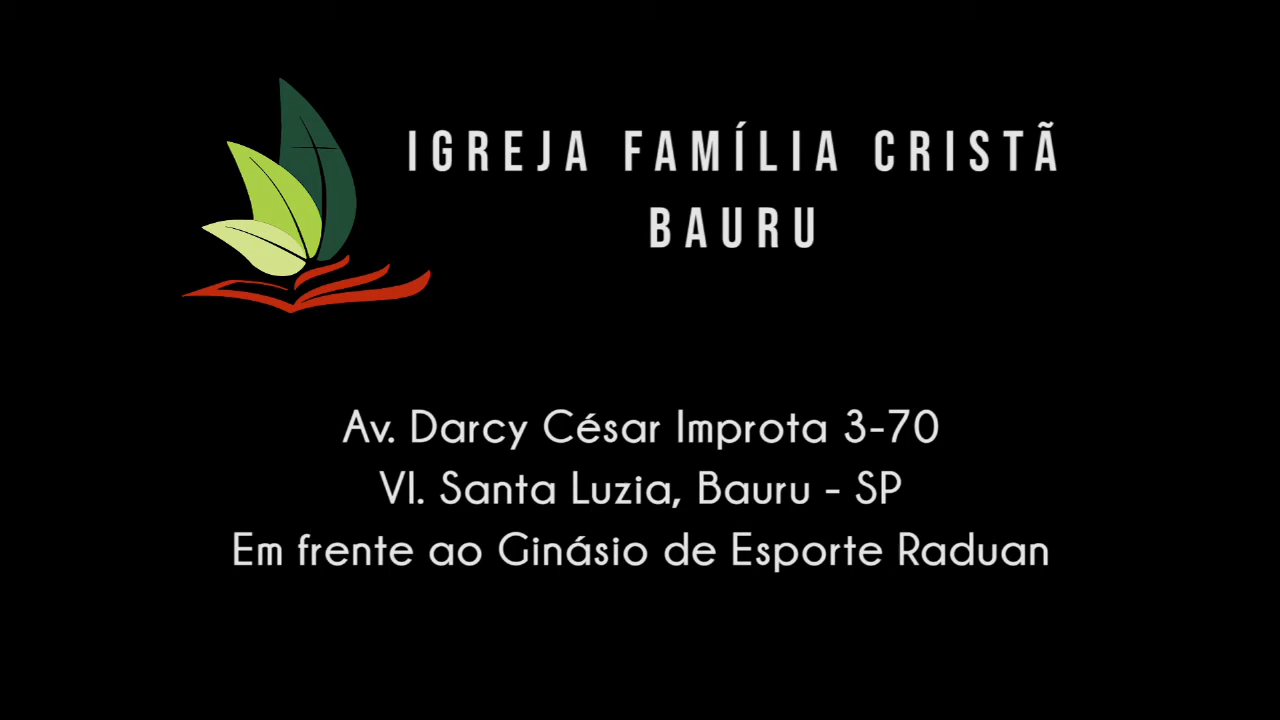 IGREJA FAMÍLIA CRISTÃ
BAURU
Av. Darcy César Improta 3-70
Vl. Santa Luzia, Bauru - SP
Em frente ao Ginásio de Esporte Raduan